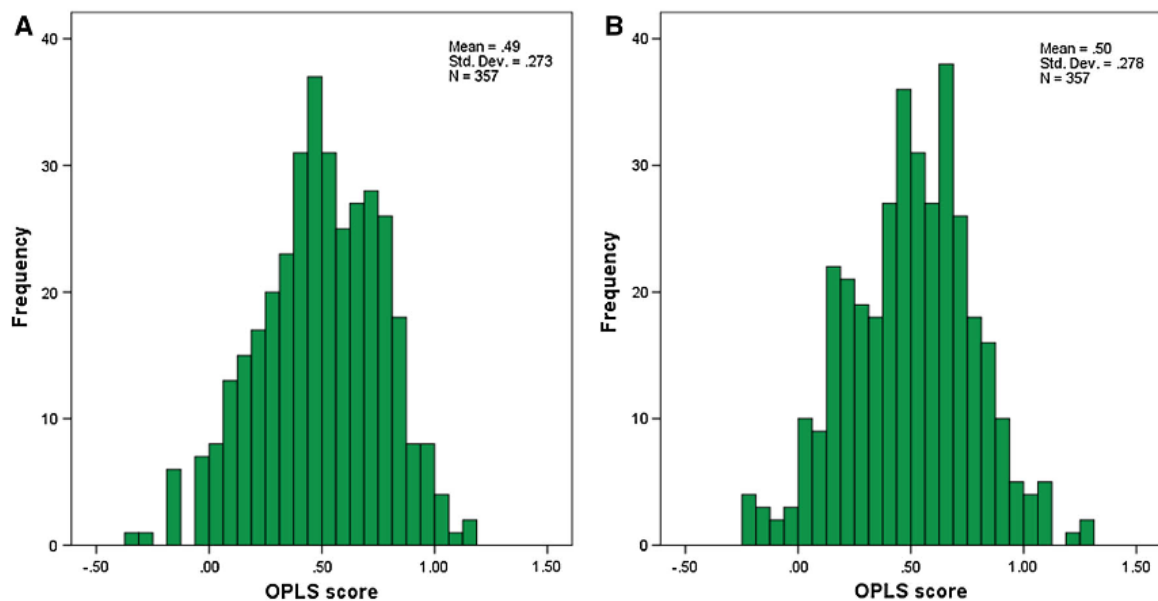 A
Mean = .49
Std. Dev. = .273
N = 357
40
30
20
10
0
Frequency
-.50
.00
.50
1.00
1.50
OPLS score
B
Mean = .50
Std. Dev. = .278
N = 357
40
30
20
10
0
Frequency
-.50
.00
.50
1.00
1.50
OPLS score